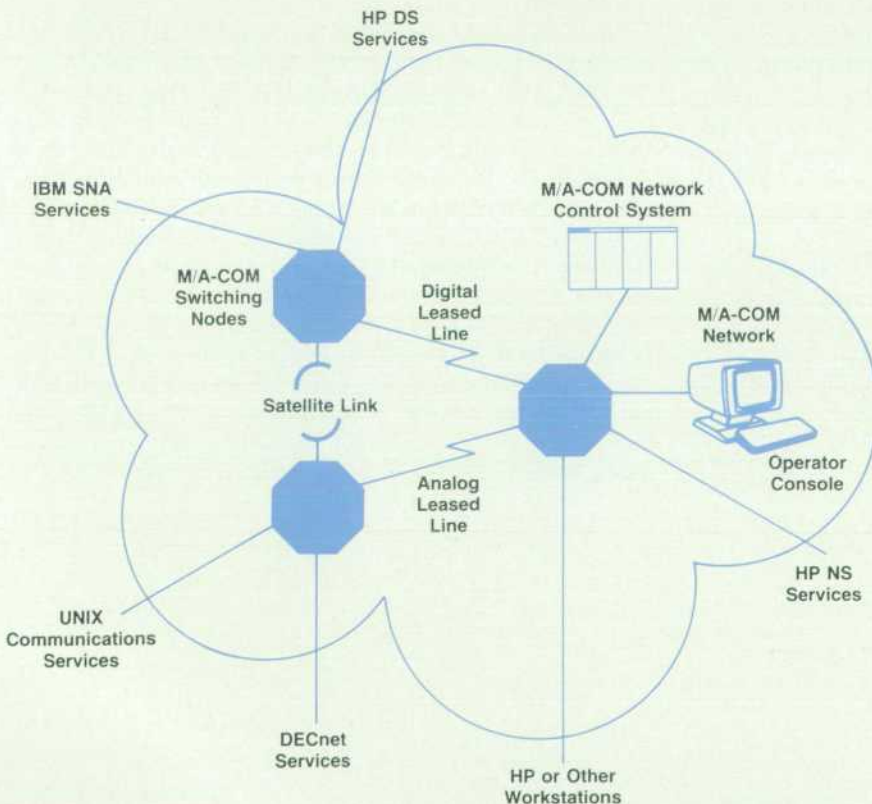 HP DS
Services
IBM SNA
Services
M/A-COM Network
Control System
M/A-COM
Switching
Nodes
Digital
Leased
Line
M/A-COM
Network
Satellite Link
Operator
Console
Analog
Leased
Line
HP NS
Services
UNIX
Communications
Services
DECnet
Services
HP or Other
Workstations